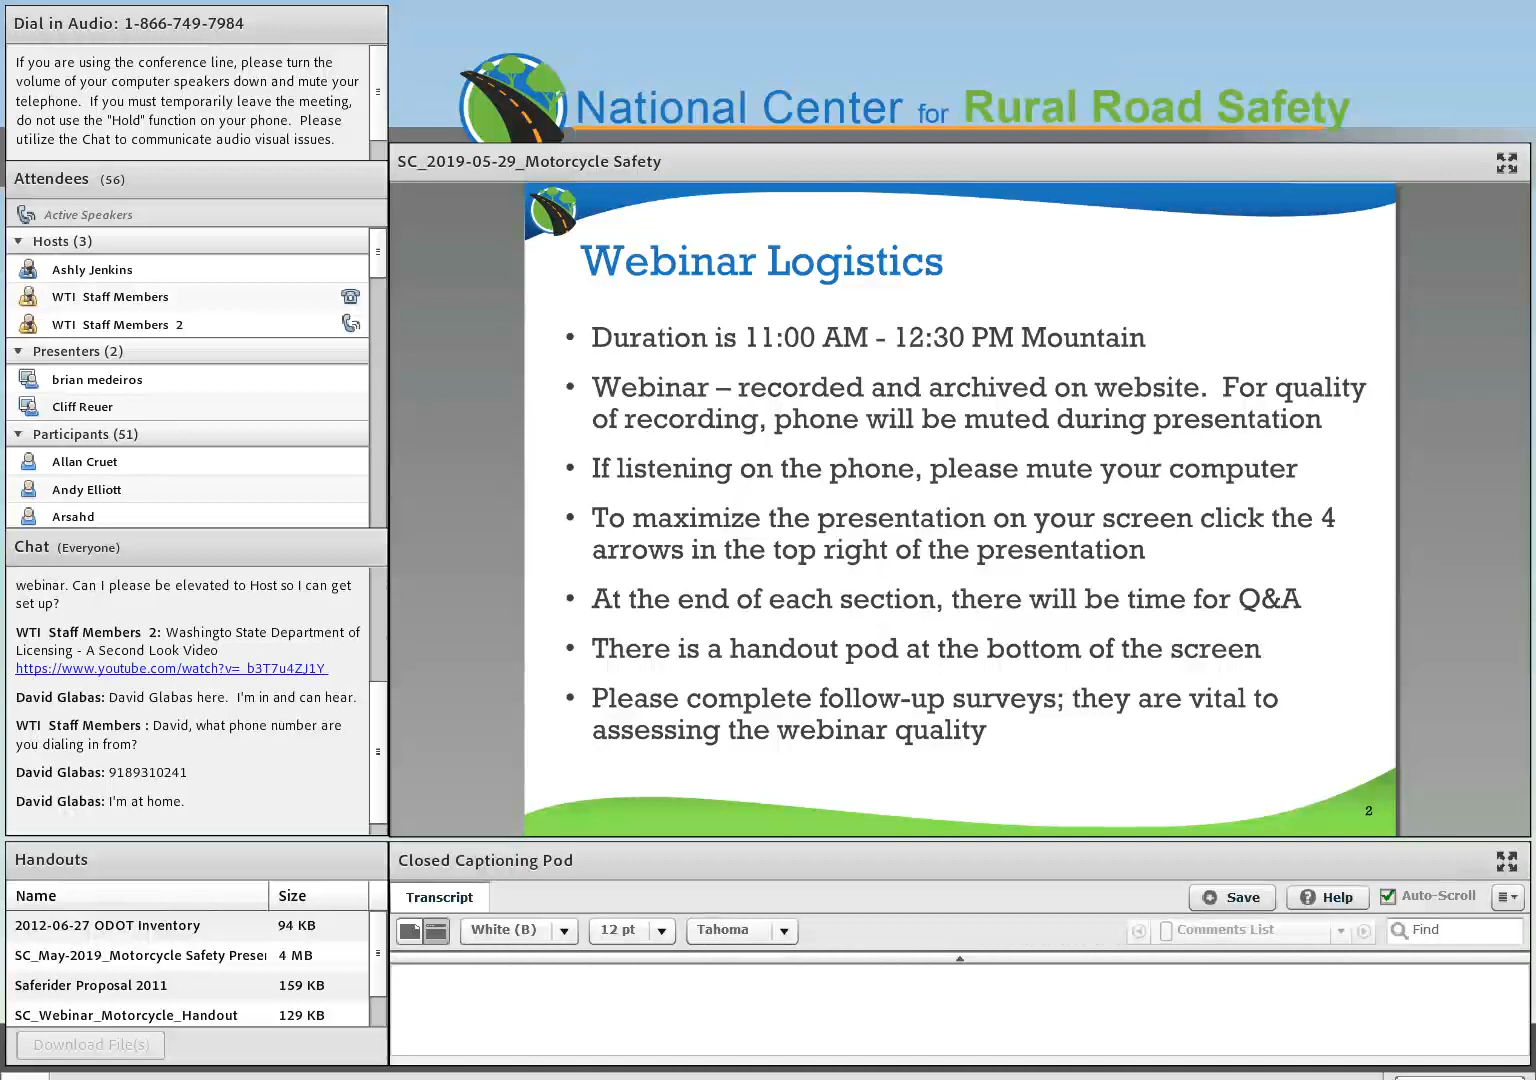 Dial in Audio: 1-866-749-7984
If you are using the conference line, please turn the
volume of your computer speakers down and mute your
telephone.  If you must temporarily leave the meeting,
do not use the "Hold" function on your phone.  Please
utilize the Chat to communicate audio visual issues.
Attendees (56)
Active Speakers
Hosts (3)
Ashly Jenkins
WTI Staff Members
WTI Staff Members 2
Presenters (2)
brian medeiros
Cliff Reuer
Participants (51)
Allan Cruet
Andy Elliott
Arsahd
Chat (Everyone)
webinar. Can I please be elevated to Host so I can get
set up?
WTI Staff Members 2: Washingto State Department of
Licensing - A Second Look Video
https://www.youtube.com/watch?v=_b3T7u4ZJ1Y
David Glabas: David Glabas here.  I'm in and can hear.
WTI Staff Members : David, what phone number are
you dialing in from?
David Glabas: 9189310241
David Glabas: I'm at home.
Handouts
Name Size
2012-06-27 ODOT Inventory 94 KB
SC_May-2019_Motorcycle Safety Preser 4 MB
Saferider Proposal 2011 159 KB
SC_Webinar_Motorcycle_Handout 129 KB
Download File(s)
National Center for Rural Road Safety
SC_2019-05-29_Motorcycle Safety
Webinar Logistics
• Duration is 11:00 AM - 12:30 PM Mountain
• Webinar – recorded and archived on website.  For quality
of recording, phone will be muted during presentation
• If listening on the phone, please mute your computer
• To maximize the presentation on your screen click the 4
arrows in the top right of the presentation
• At the end of each section, there will be time for Q&A
• There is a handout pod at the bottom of the screen
• Please complete follow-up surveys; they are vital to
assessing the webinar quality
2
Closed Captioning Pod
Transcript Save Help Auto-Scroll
White (B) 12 pt Tahoma Comments List Find